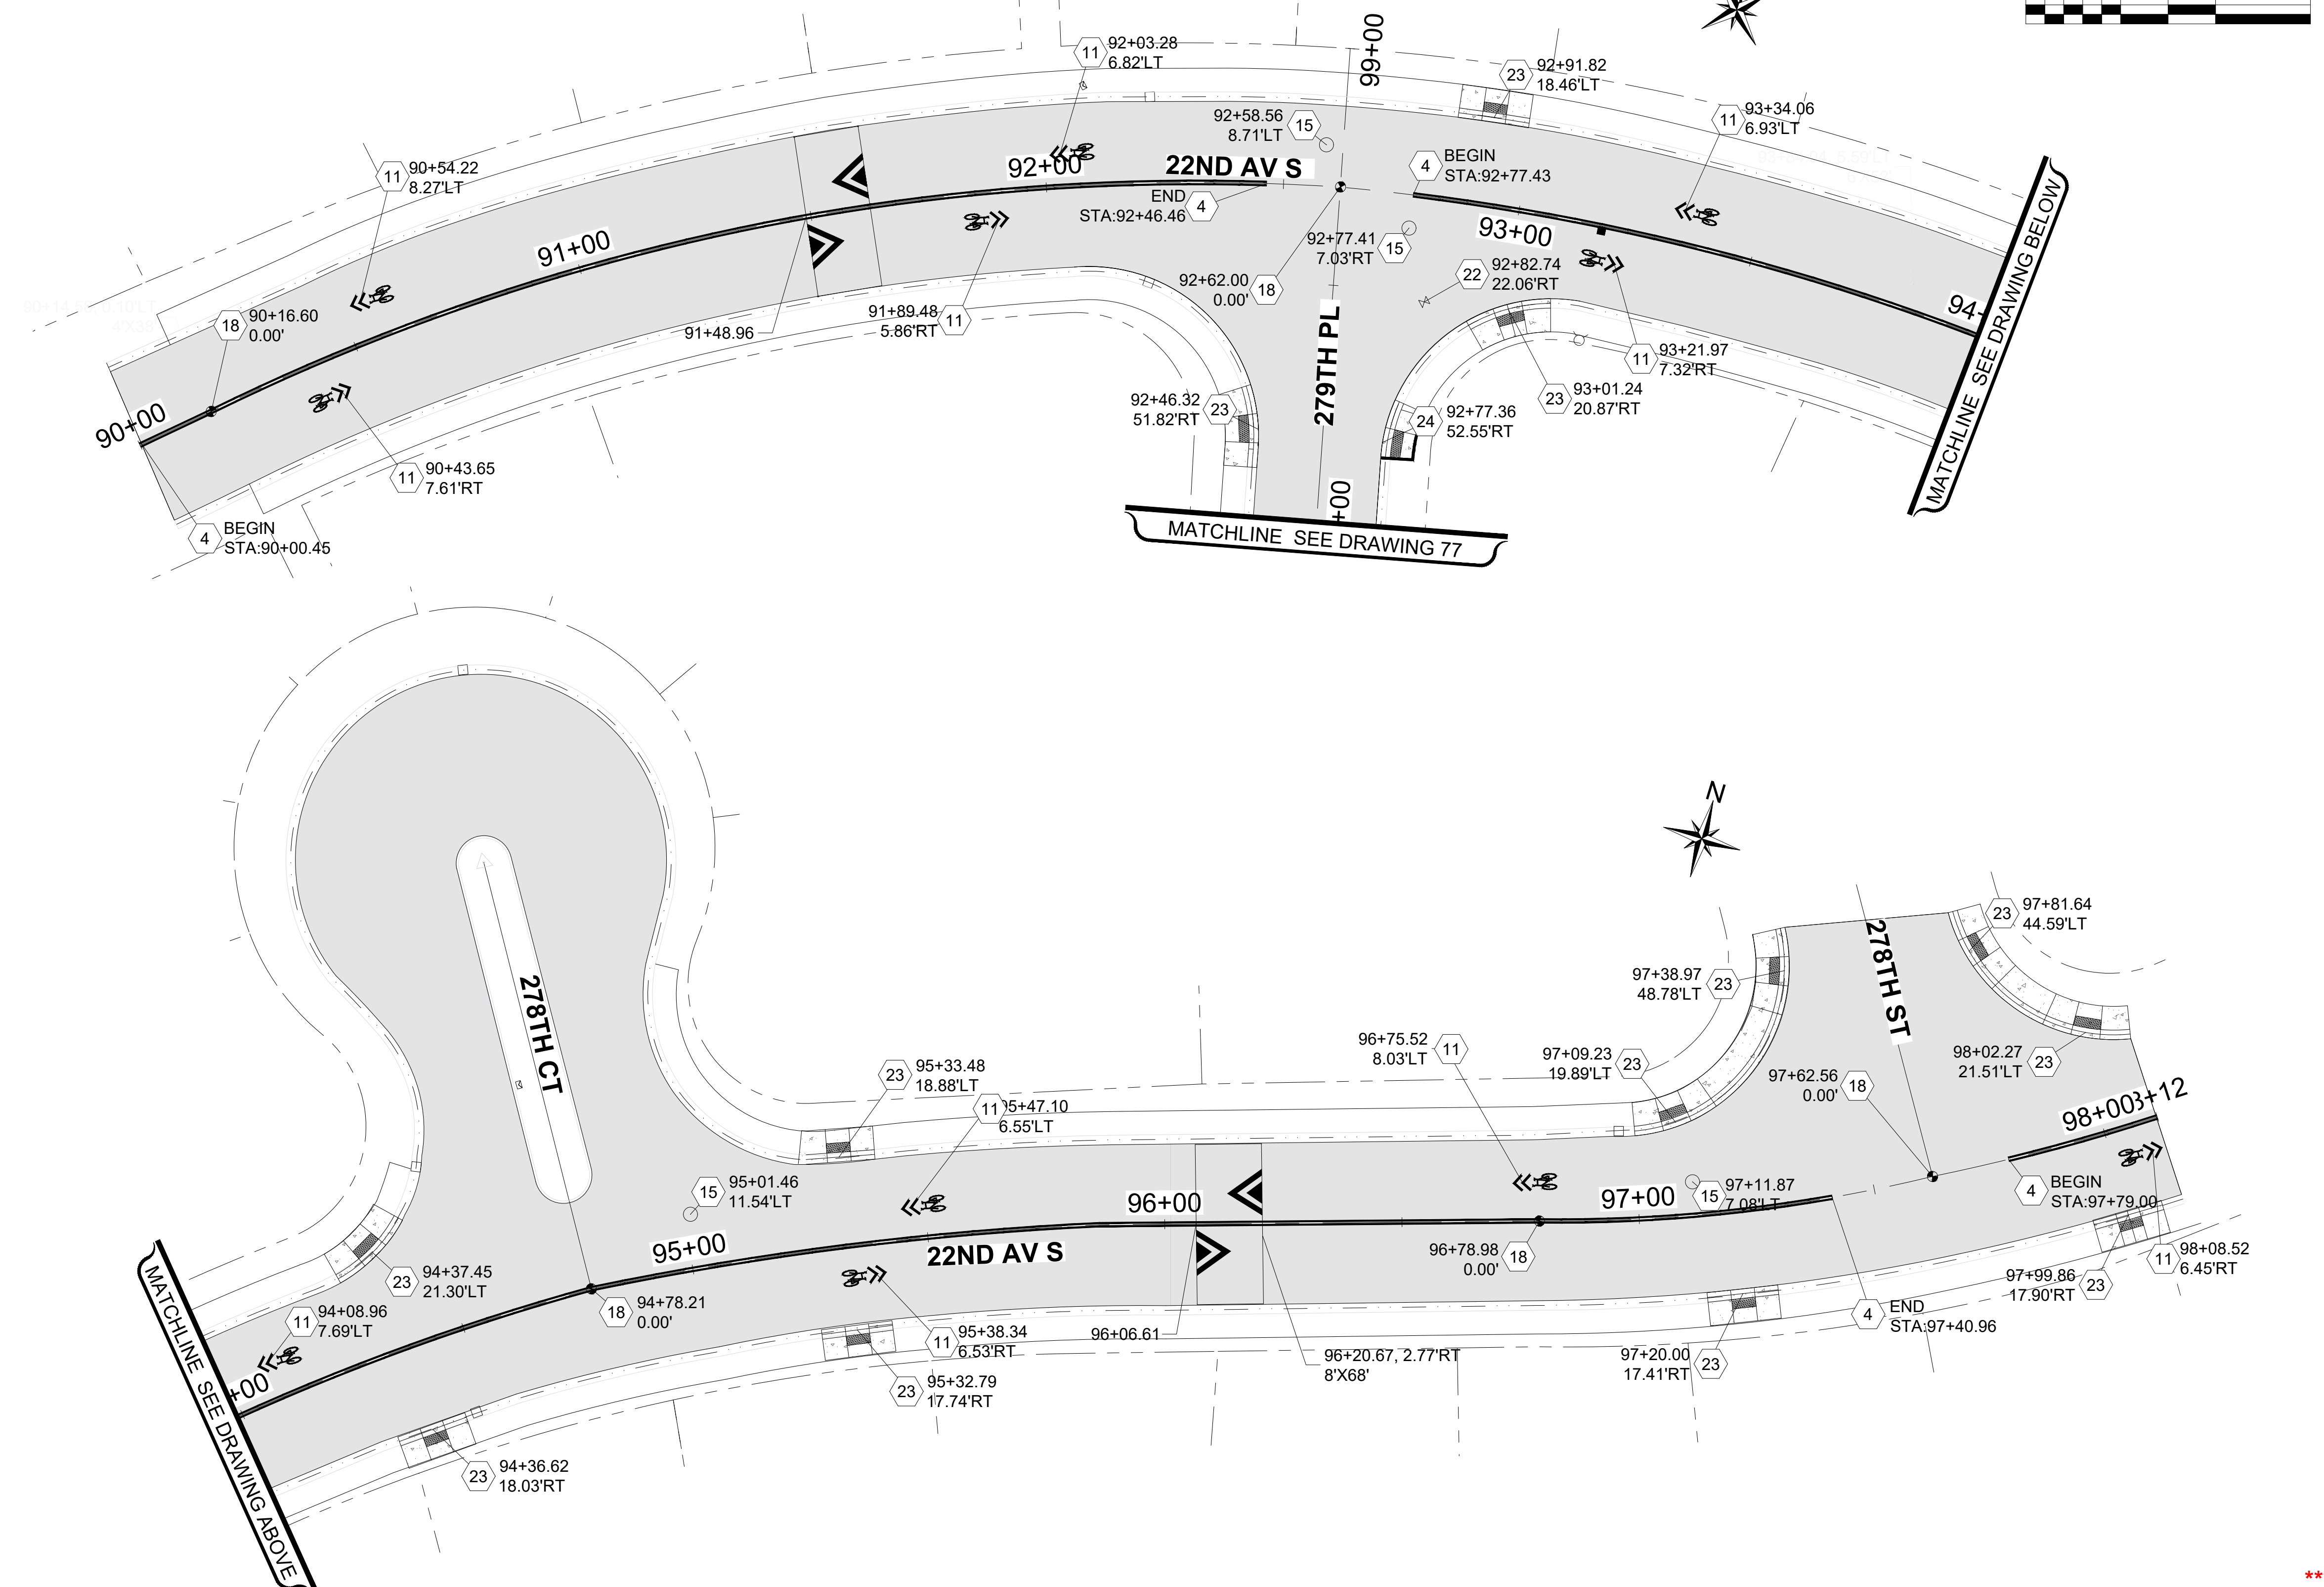 99+00
11
92+03.28
6.82'LT
23
92+91.82
18.46'LT
11
93+34.06
6.93'LT
92+58.56
8.71'LT
15
11
90+54.22
8.27'LT
4
BEGIN
STA:92+77.43
22ND AV S
92+00
END
STA:92+46.46
4
MATCHLINE SEE DRAWING BELOW
91+00
93+00
92+77.41
7.03'RT
15
22
92+82.74
22.06'RT
92+62.00
0.00'
18
94+
18
90+16.60
0.00'
91+48.96
91+89.48
5.86'RT
11
279TH PL
11
93+21.97
7.32'RT
23
93+01.24
20.87'RT
92+46.32
51.82'RT
23
24
92+77.36
52.55'RT
90+00
11
90+43.65
7.61'RT
+00
4
BEGIN
STA:90+00.45
MATCHLINE SEE DRAWING 77
N
278TH CT
278TH ST
23
97+81.64
44.59'LT
97+38.97
48.78'LT
23
96+75.52
8.03'LT
11
97+09.23
19.89'LT
23
98+02.27
21.51'LT
23
97+62.56
0.00'
18
23
95+33.48
18.88'LT
11
95+47.10
6.55'LT
98+00
3+12
15
95+01.46
11.54'LT
96+00
97+00
15
97+11.87
7.08'LT
4
BEGIN
STA:97+79.00
95+00
22ND AV S
96+78.98
0.00'
18
11
98+08.52
6.45'RT
97+99.86
17.90'RT
23
23
94+37.45
21.30'LT
18
94+78.21
0.00'
11
94+08.96
7.69'LT
4
END
STA:97+40.96
11
95+38.34
6.53'RT
96+06.61
96+20.67, 2.77'RT
8'X68'
97+20.00
17.41'RT
23
23
95+32.79
17.74'RT
+00
23
94+36.62
18.03'RT
MATCHLINE SEE DRAWING ABOVE
**